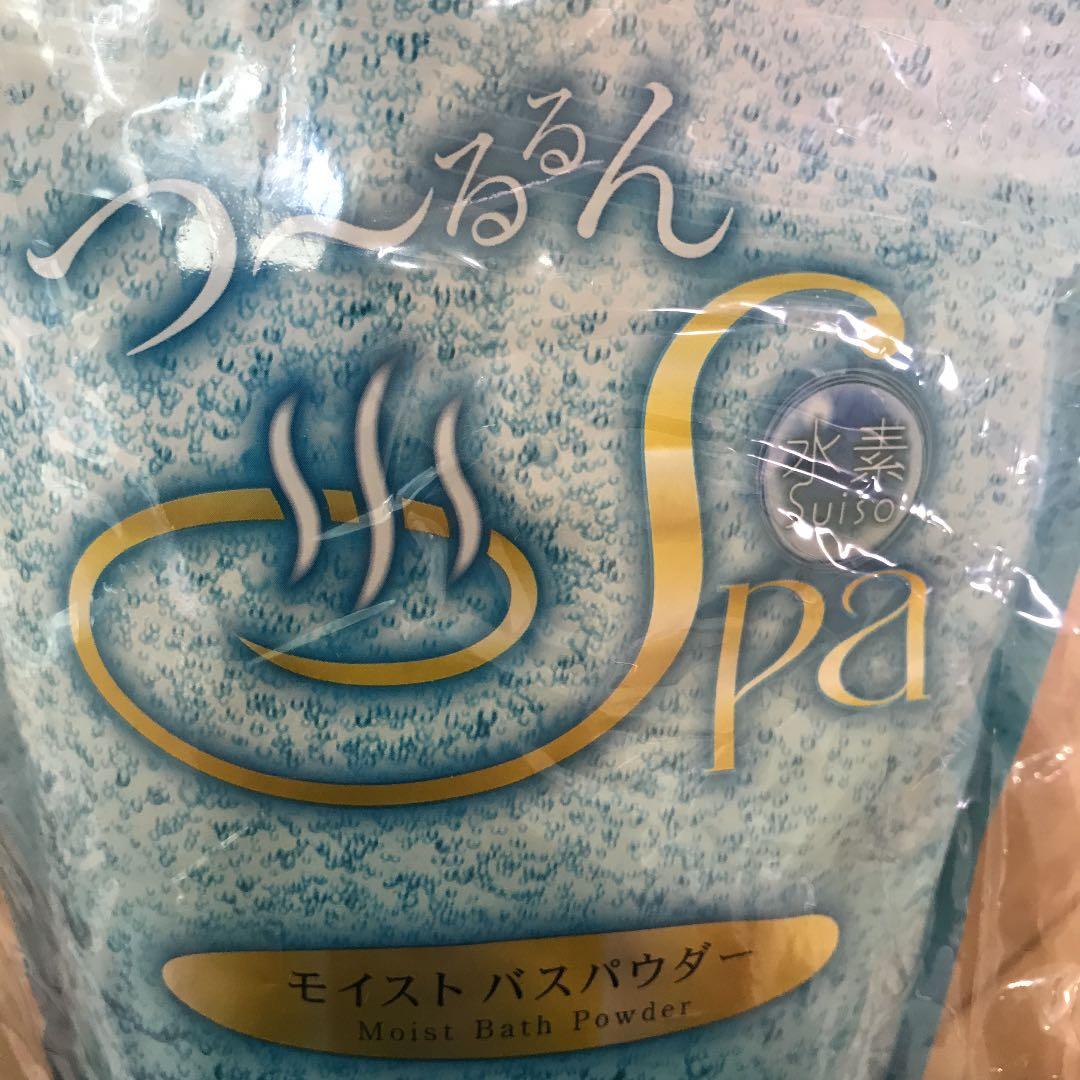 つ～るるん
Spa
水素
Suiso
モイスト バスパウダー
Moist Bath Powder